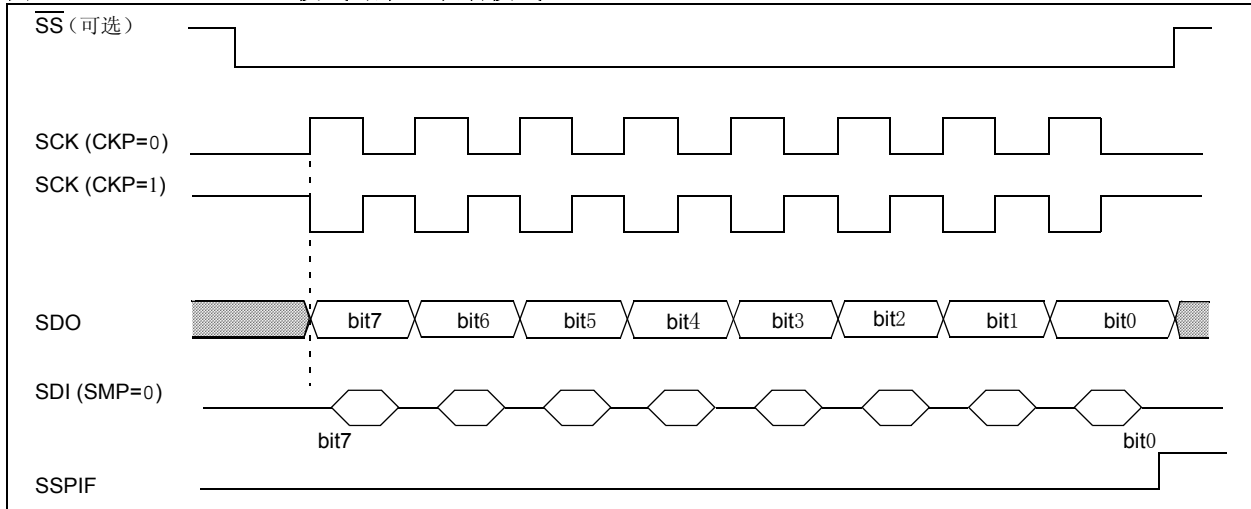 SS（可选）
SCK (CKP=0)
SCK (CKP=1)
SDO
bit7 bit6 bit5 bit4 bit3 bit2 bit1 bit0
SDI (SMP=0)
bit7 bit0
SSPIF